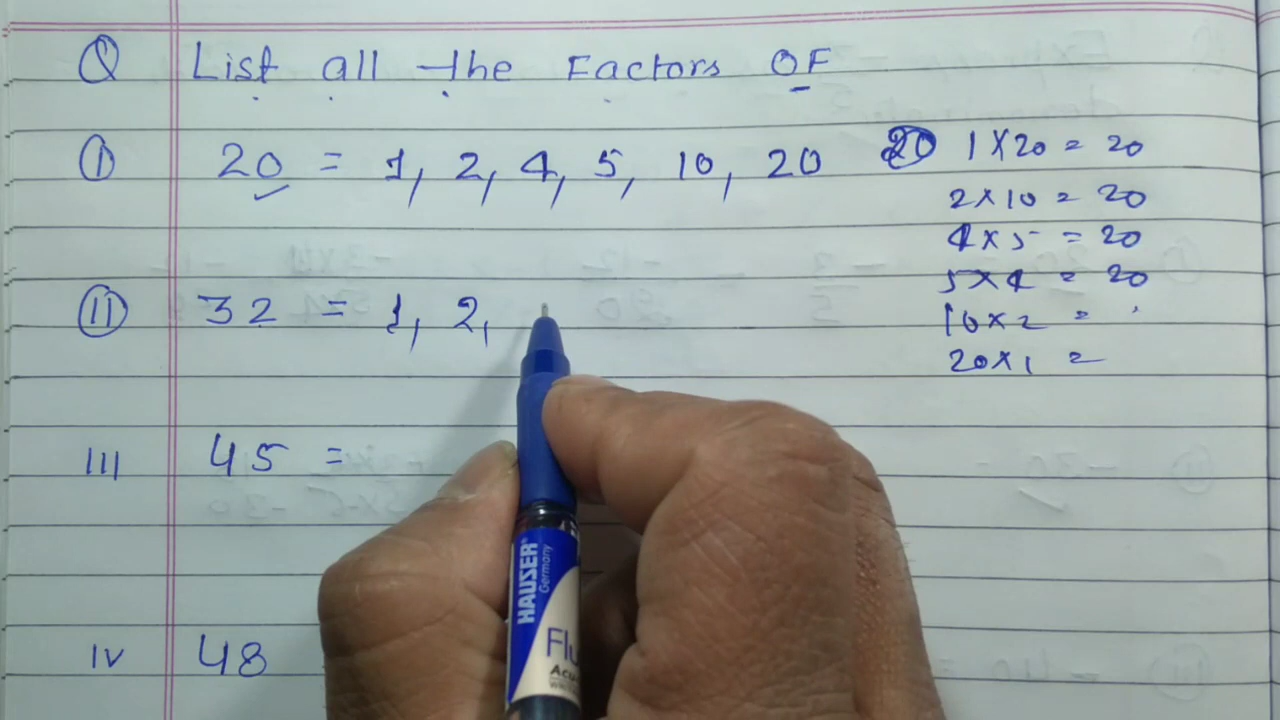 Q List all the Factors OF
(I) 20 = 1, 2, 4, 5, 10, 20
20 1 X 20 = 20
2 X 10 = 20
4 X 5 = 20
5 X 4 = 20
10 X 2 =
20 X 1 =
(II) 32 = 1, 2,
III 45 =
IV 48
HAUSER
Germany